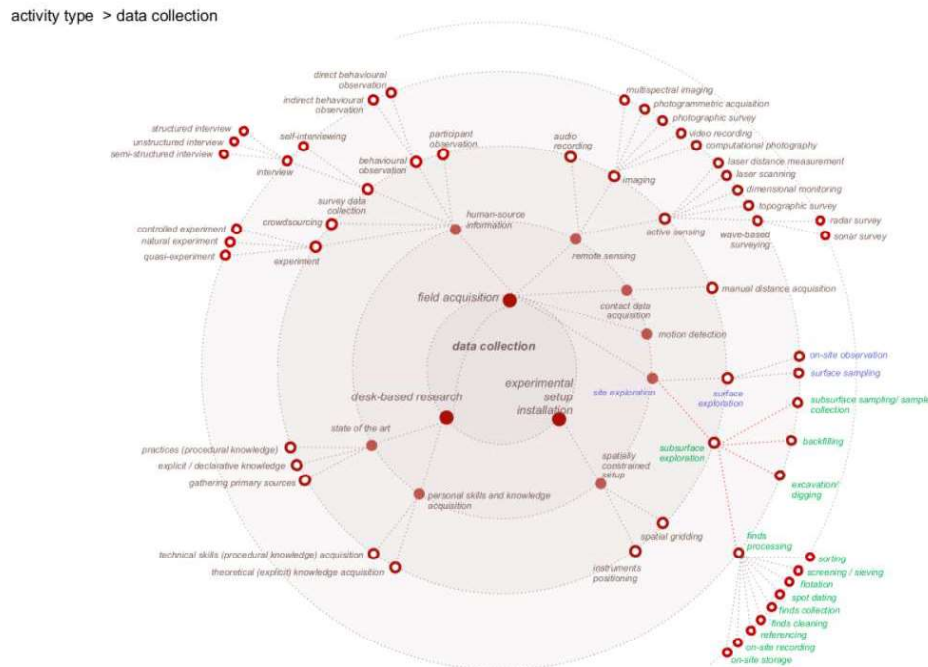 activity type > data collection
direct behavioural
observation
indirect behavioural
observation
structured interview
unstructured interview
semi-structured interview
self-interviewing
interview
participant
observation
behavioural
observation
survey data
collection
crowdsourcing
controlled experiment
natural experiment
quasi-experiment
experiment
human-source
information
audio
recording
multispectral imaging
photogrammetric acquisition
photographic survey
video recording
computational photography
imaging
laser distance measurement
laser scanning
dimensional monitoring
topographic survey
wave-based
surveying
radar survey
sonar survey
active sensing
remote sensing
field acquisition
contact data
acquisition
manual distance acquisition
motion detection
data collection
experimental
setup
installation
desk-based research
site exploration
surface
exploration
on-site observation
surface sampling
subsurface sampling/ sample
collection
backfilling
subsurface
exploration
excavation/
digging
state of the art
practices (procedural knowledge)
explicit / declarative knowledge
gathering primary sources
personal skills and knowledge
acquisition
technical skills (procedural knowledge) acquisition
theoretical (explicit) knowledge acquisition
spatially
constrained
setup
spatial gridding
instruments
positioning
finds
processing
sorting
screening / sieving
flotation
spot dating
finds collection
finds cleaning
referencing
on-site recording
on-site storage